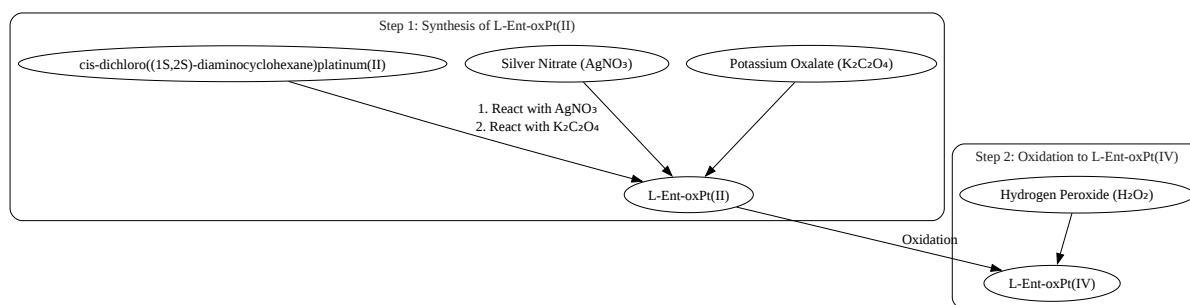 Step 1: Synthesis of L-Ent-oxPt(II)
cis-dichloro((1S,2S)-diaminocyclohexane)platinum(II)
Silver Nitrate (AgNO₃)
Potassium Oxalate (K₂C₂O₄)
1. React with AgNO₃
2. React with K₂C₂O₄
L-Ent-oxPt(II)
Step 2: Oxidation to L-Ent-oxPt(IV)
Hydrogen Peroxide (H₂O₂)
Oxidation
L-Ent-oxPt(IV)